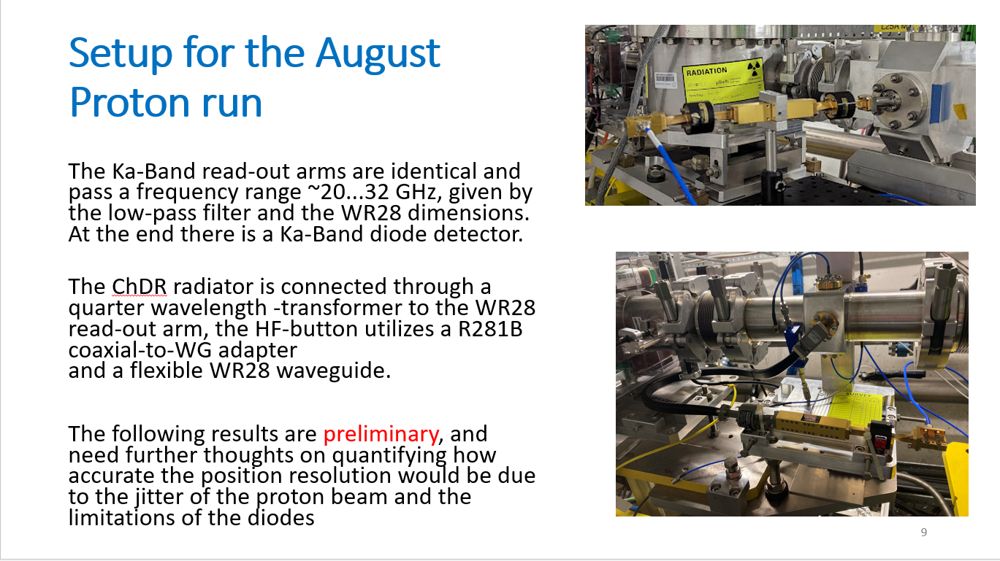 Setup for the August
Proton run
The Ka-Band read-out arms are identical and
pass a frequency range ~20...32 GHz, given by
the low-pass filter and the WR28 dimensions.
At the end there is a Ka-Band diode detector.
The ChDR radiator is connected through a
quarter wavelength -transformer to the WR28
read-out arm, the HF-button utilizes a R281B
coaxial-to-WG adapter
and a flexible WR28 waveguide.
The following results are preliminary, and
need further thoughts on quantifying how
accurate the position resolution would be due
to the jitter of the proton beam and the
limitations of the diodes
RADIATION
SURVEY
9